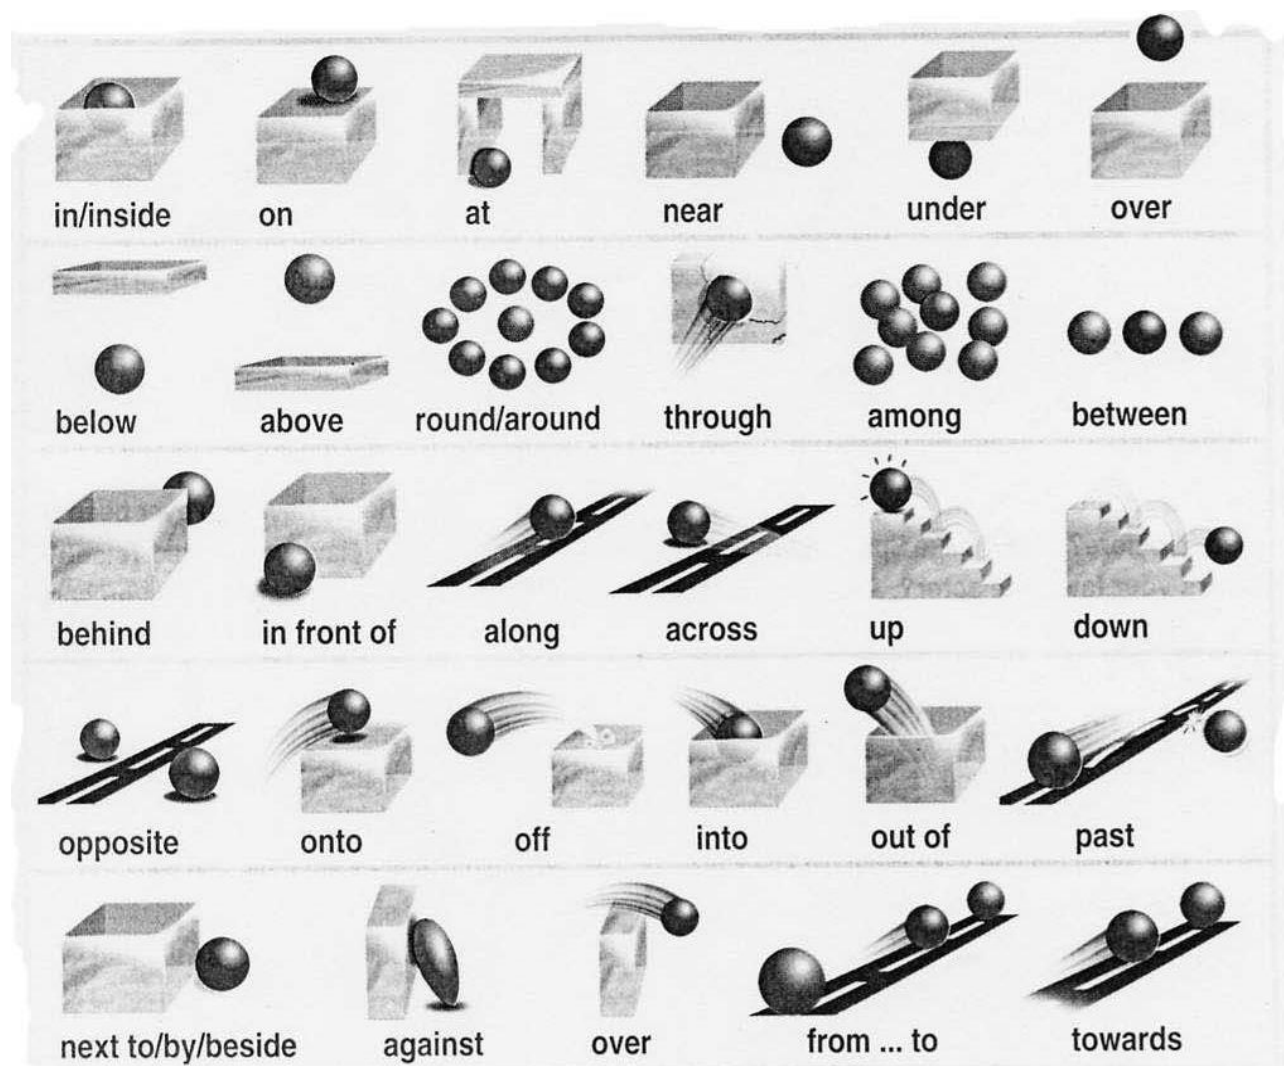 in/inside on at near under over
below above round/around through among between
behind in front of along across up down
opposite onto off into out of past
next to/by/beside against over from ... to towards